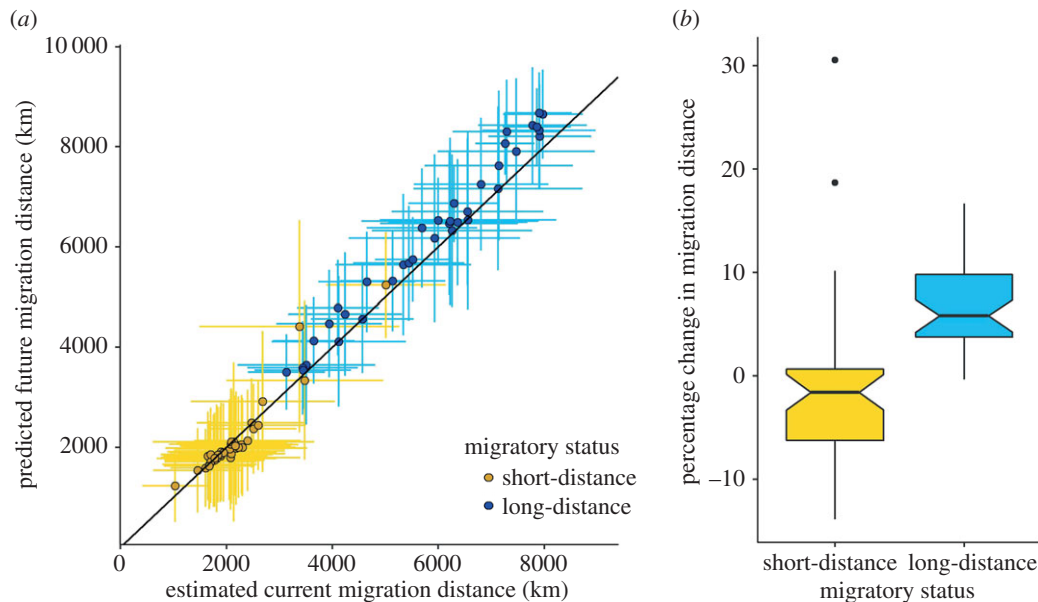 (a)
10 000
8000
6000
4000
2000
0
predicted future migration distance (km)
0 2000 4000 6000 8000
estimated current migration distance (km)
migratory status
short-distance
long-distance
(b)
30
20
10
0
–10
percentage change in migration distance
short-distance long-distance
migratory status